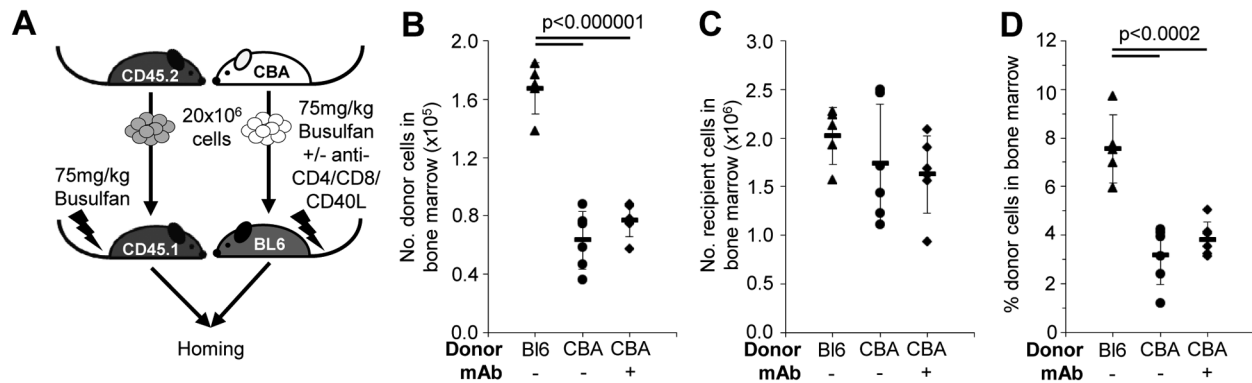 A
CD45.2
CBA
20x10⁶
cells
75mg/kg
Busulfan
+/- anti-
CD4/CD8/
CD40L
75mg/kg
Busulfan
CD45.1
BL6
Homing
B
p<0.000001
No. donor cells in
bone marrow (x10⁵)
2.0
1.6
1.2
0.8
0.4
0.0
Donor Bl6 CBA CBA
mAb - - +
C
No. recipient cells in
bone marrow (x10⁶)
3.0
2.5
2.0
1.5
1.0
0.5
0.0
Donor Bl6 CBA CBA
mAb - - +
D
p<0.0002
% donor cells in bone marrow
12
10
8
6
4
2
0
Donor Bl6 CBA CBA
mAb - - +